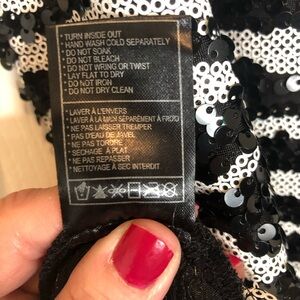 · TURN INSIDE OUT
· HAND WASH COLD SEPARATELY
· DO NOT SOAK
· DO NOT BLEACH
· DO NOT WRING OR TWIST
· LAY FLAT TO DRY
· DO NOT IRON
· DO NOT DRY CLEAN
· LAVER À L'ENVERS
· LAVER À LA MAIN SÉPARÉMENT À FROID
· NE PAS LAISSER TREMPER
· PAS D'EAU DE JAVEL
· NE PAS TORDRE
· SÉCHAGE À PLAT
· NE PAS REPASSER
· NETTOYAGE À SEC INTERDIT